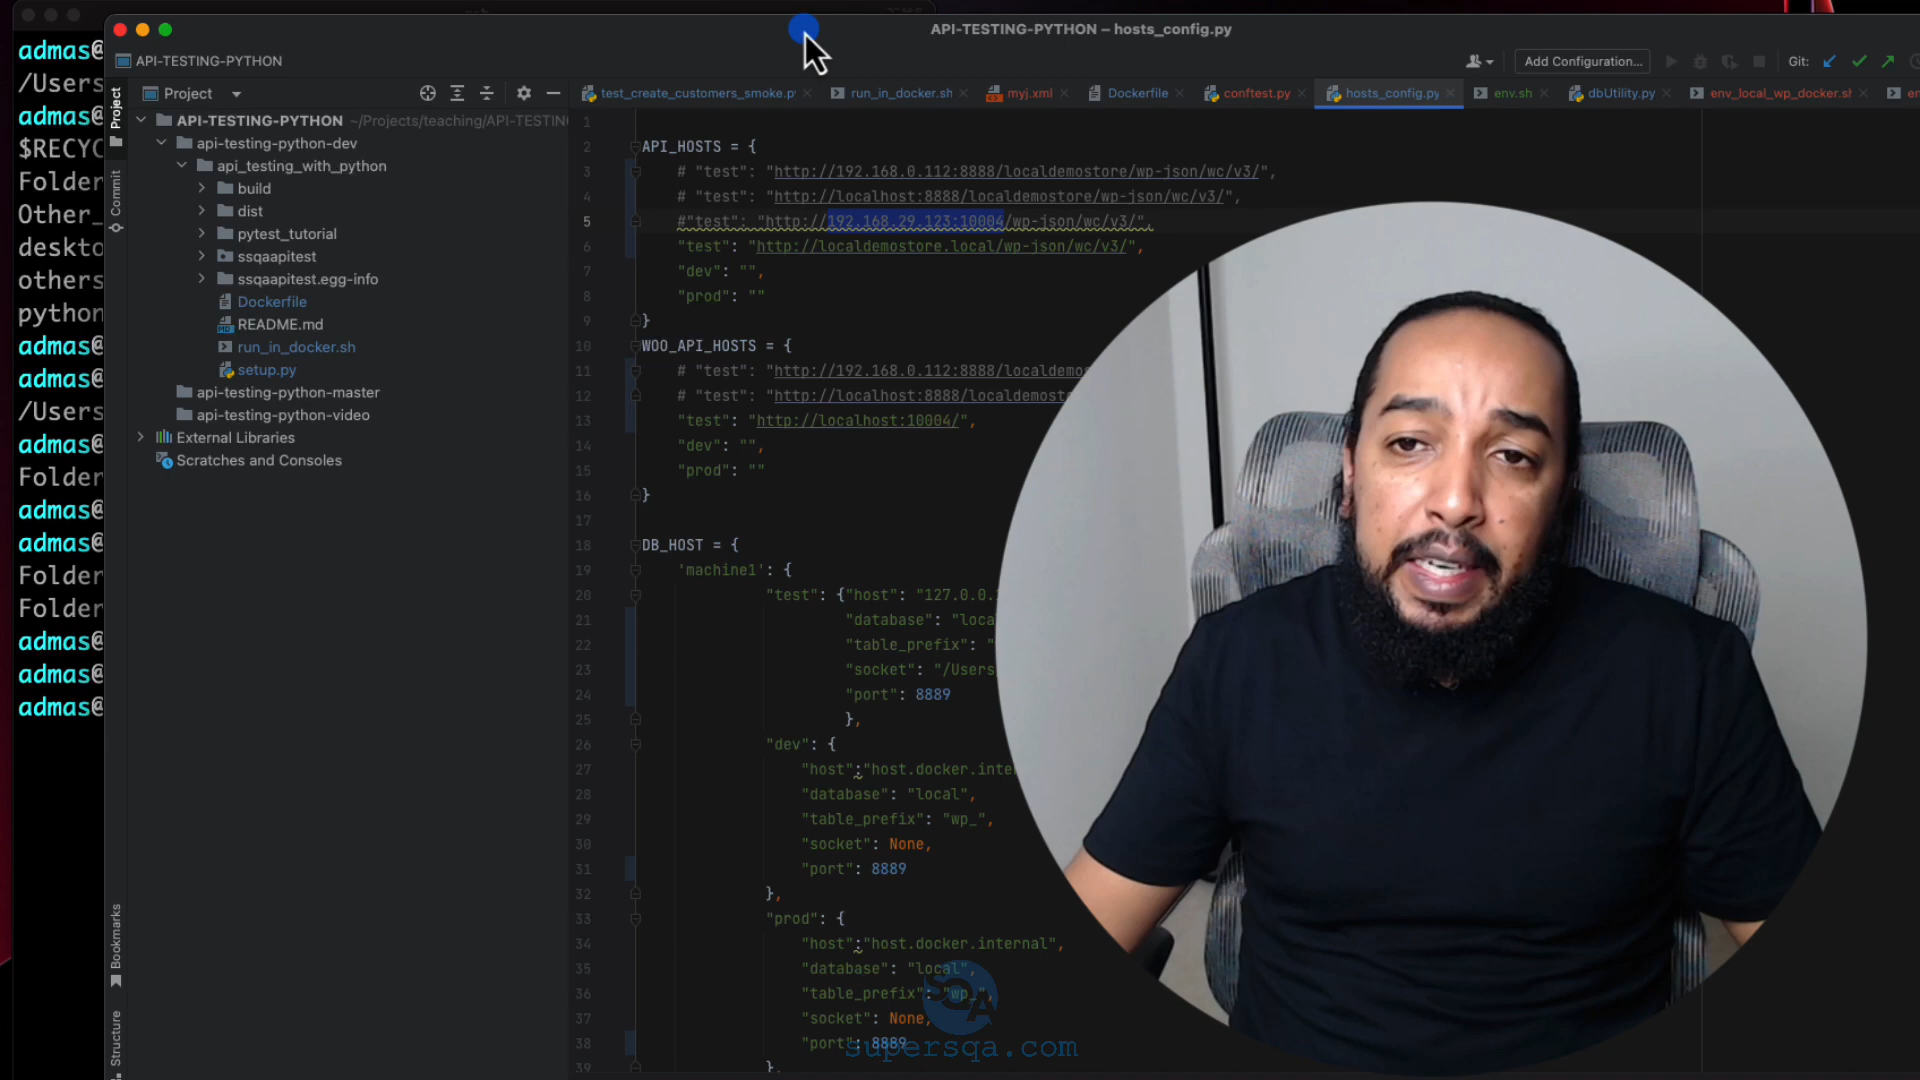 API-TESTING-PYTHON – hosts_config.py
API-TESTING-PYTHON
Add Configuration...
Git:
Project
test_create_customers_smoke.py
run_in_docker.sh
myj.xml
Dockerfile
conftest.py
hosts_config.py
env.sh
dbUtility.py
env_local_wp_docker.sh
admas@
/Users
admas@
$RECYC
Folder
Other_
deskto
others
python
admas@
admas@
/Users
admas@
Folder
admas@
admas@
Folder
Folder
admas@
admas@
admas@
Project
Commit
Bookmarks
Structure
API-TESTING-PYTHON ~/Projects/teaching/API-TESTIN
api-testing-python-dev
api_testing_with_python
build
dist
pytest_tutorial
ssqaapitest
ssqaapitest.egg-info
Dockerfile
README.md
run_in_docker.sh
setup.py
api-testing-python-master
api-testing-python-video
External Libraries
Scratches and Consoles
1
2 API_HOSTS = {
3 # "test": "http://192.168.0.112:8888/localdemostore/wp-json/wc/v3/",
4 # "test": "http://localhost:8888/localdemostore/wp-json/wc/v3/",
5 #"test": "http://192.168.29.123:10004/wp-json/wc/v3/",
6 "test": "http://localdemostore.local/wp-json/wc/v3/",
7 "dev": "",
8 "prod": ""
9 }
10 WOO_API_HOSTS = {
11 # "test": "http://192.168.0.112:8888/localdemos
12 # "test": "http://localhost:8888/localdemosto
13 "test": "http://localhost:10004/",
14 "dev": "",
15 "prod": ""
16 }
17
18 DB_HOST = {
19 'machine1': {
20 "test": {"host": "127.0.0.
21 "database": "loca
22 "table_prefix": "
23 "socket": "/Users
24 "port": 8889
25 },
26 "dev": {
27 "host":"host.docker.inte
28 "database": "local",
29 "table_prefix": "wp_",
30 "socket": None,
31 "port": 8889
32 },
33 "prod": {
34 "host":"host.docker.internal",
35 "database": "local",
36 "table_prefix": "wp_",
37 "socket": None,
38 "port": 8889
39 },
SQA
supersqa.com